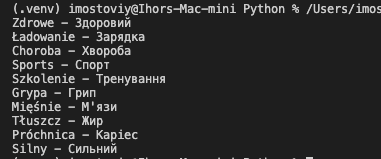 (.venv) imostoviy@Ihors-Mac-mini Python % /Users/imos
Zdrowe – Здоровий
Ładowanie – Зарядка
Choroba – Хвороба
Sports – Спорт
Szkolenie – Тренування
Grypa – Грип
Mięśnie – М'язи
Tłuszcz – Жир
Próchnica – Карієс
Silny – Сильний